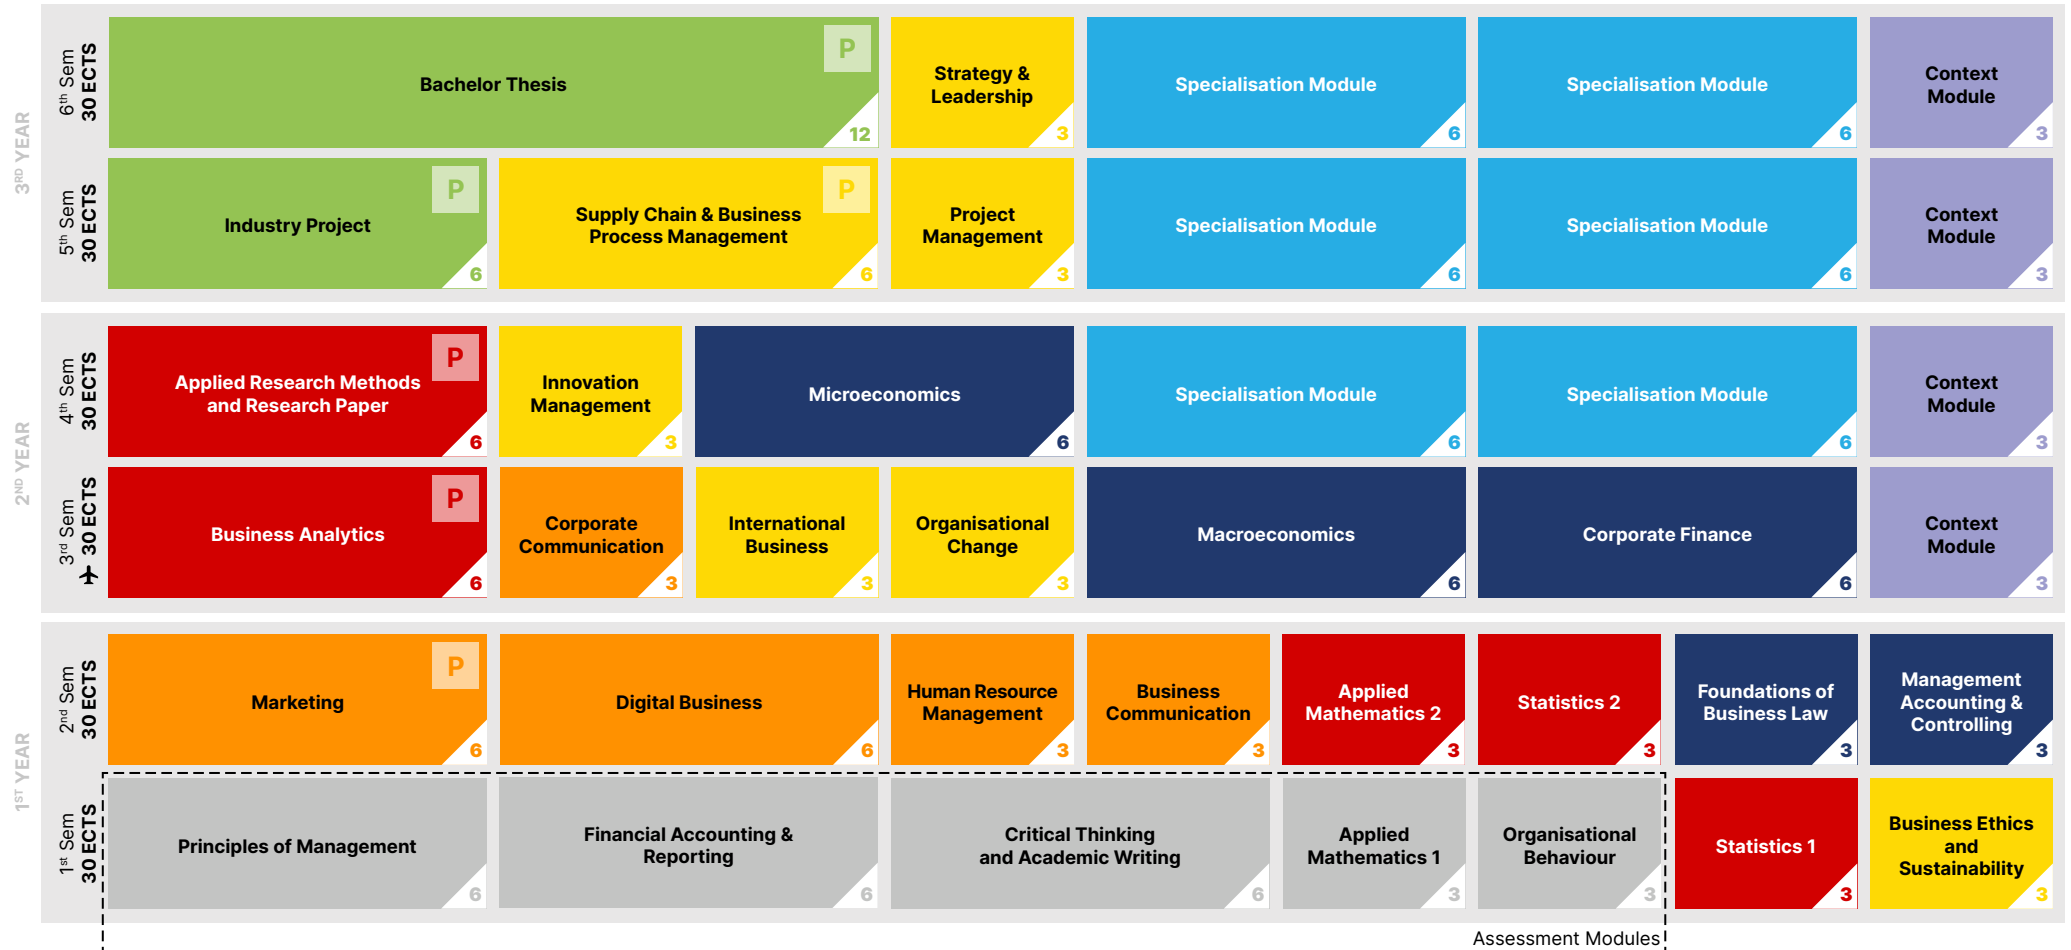 3RD YEAR
6th Sem
30 ECTS
Bachelor Thesis
P
12
Strategy &
Leadership
3
Specialisation Module
6
Specialisation Module
6
Context
Module
3
5th Sem
30 ECTS
Industry Project
P
6
Supply Chain & Business
Process Management
P
6
Project
Management
3
Specialisation Module
6
Specialisation Module
6
Context
Module
3
2ND YEAR
4th Sem
30 ECTS
Applied Research Methods
and Research Paper
P
6
Innovation
Management
3
Microeconomics
6
Specialisation Module
6
Specialisation Module
6
Context
Module
3
3rd Sem
30 ECTS
Business Analytics
P
6
Corporate
Communication
3
International
Business
3
Organisational
Change
3
Macroeconomics
6
Corporate Finance
6
Context
Module
3
1ST YEAR
2nd Sem
30 ECTS
Marketing
P
6
Digital Business
6
Human Resource
Management
3
Business
Communication
3
Applied
Mathematics 2
3
Statistics 2
3
Foundations of
Business Law
3
Management
Accounting &
Controlling
3
1st Sem
30 ECTS
Principles of Management
6
Financial Accounting &
Reporting
6
Critical Thinking
and Academic Writing
6
Applied
Mathematics 1
3
Organisational
Behaviour
3
Statistics 1
3
Business Ethics
and
Sustainability
3
Assessment Modules